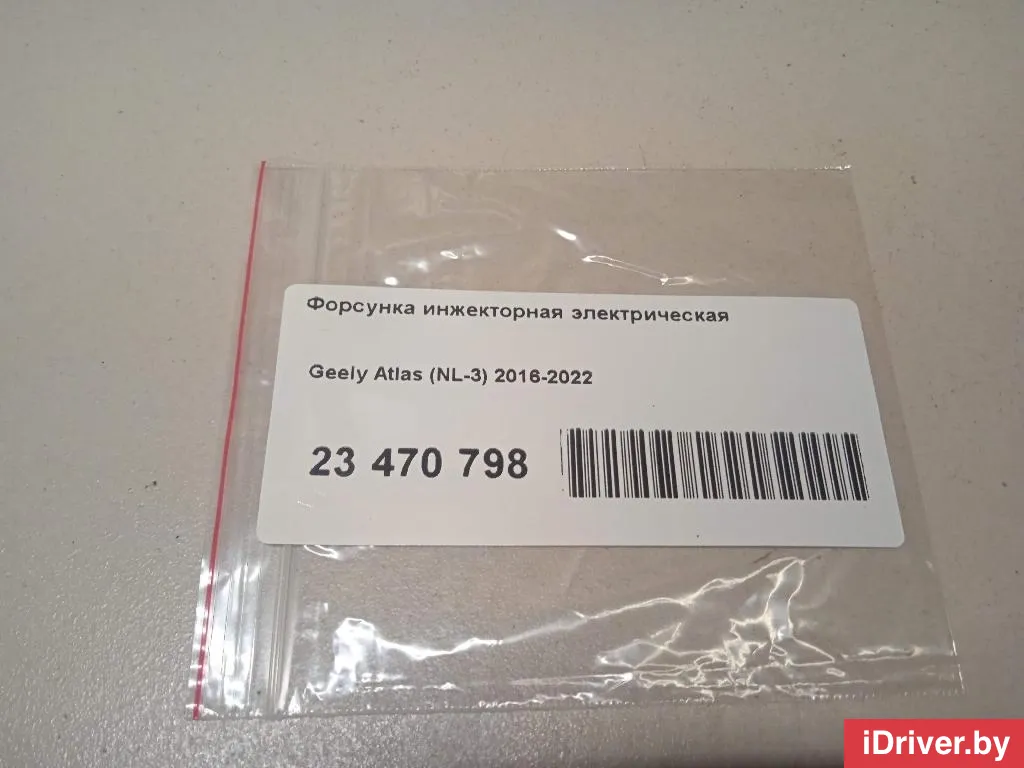 Форсунка инжекторная электрическая
Geely Atlas (NL-3) 2016-2022
23 470 798
iDriver.by